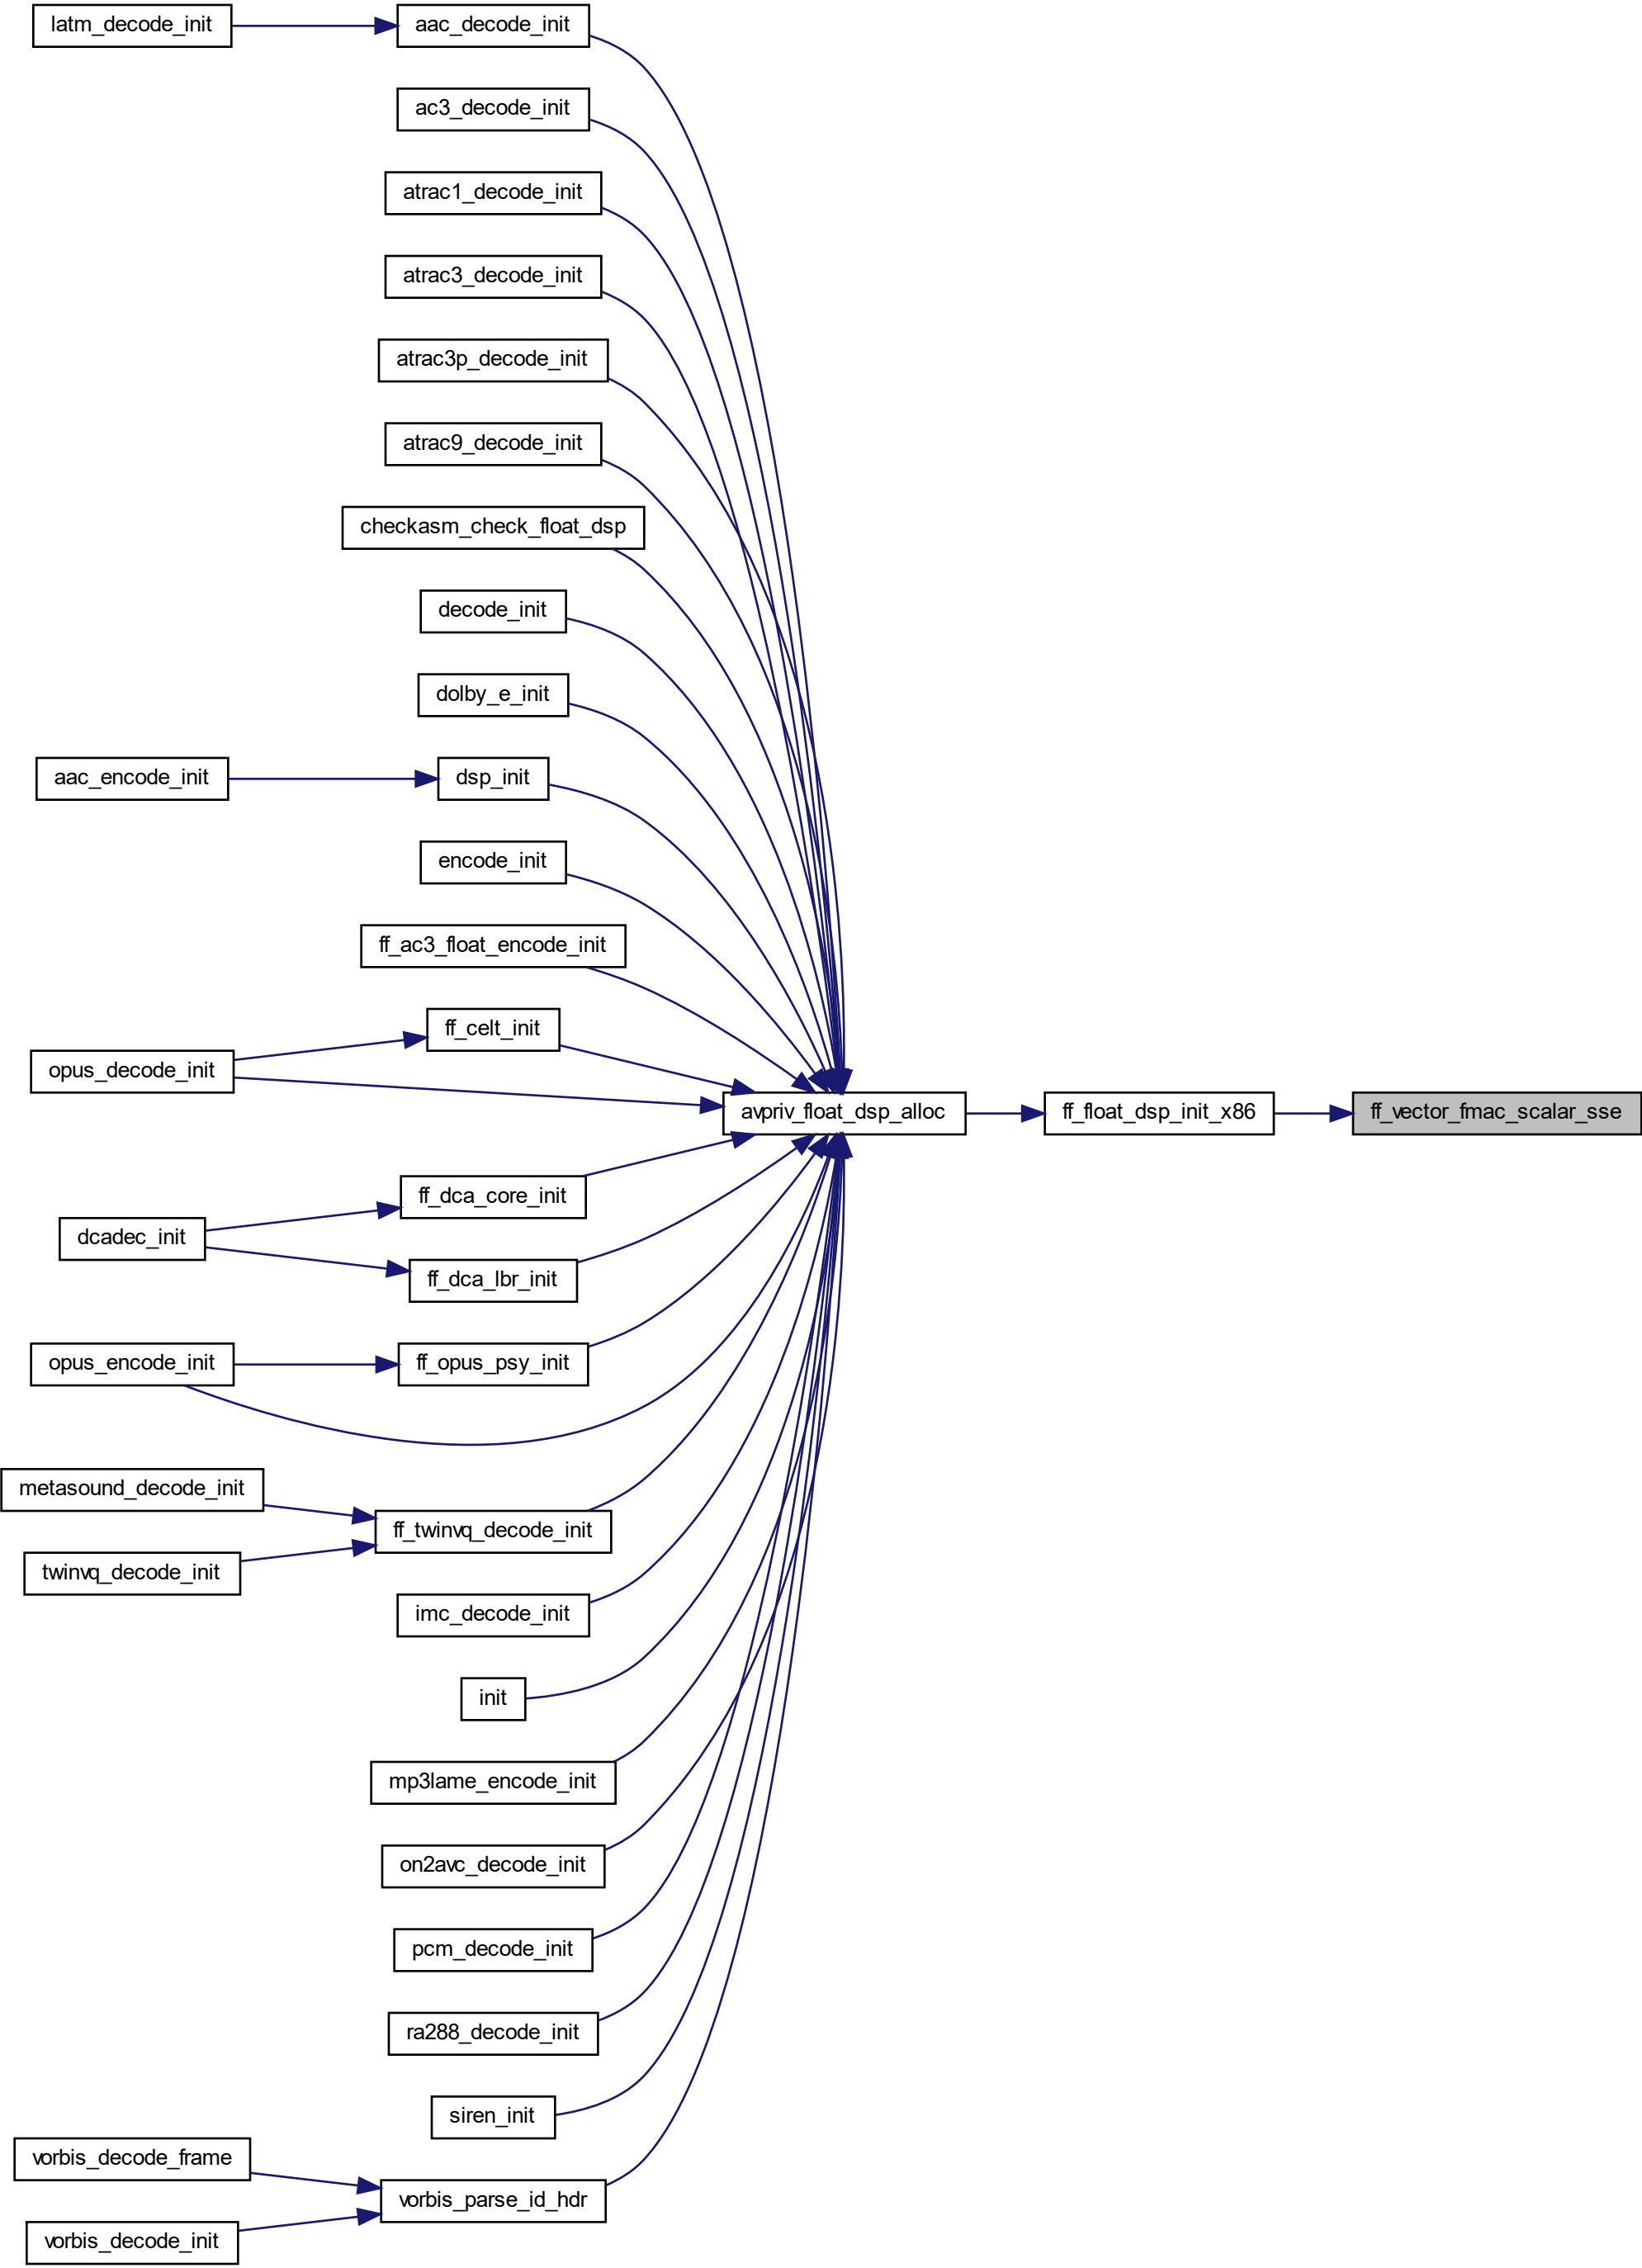 latm_decode_init
aac_decode_init
ac3_decode_init
atrac1_decode_init
atrac3_decode_init
atrac3p_decode_init
atrac9_decode_init
checkasm_check_float_dsp
decode_init
dolby_e_init
aac_encode_init
dsp_init
encode_init
ff_ac3_float_encode_init
ff_celt_init
opus_decode_init
avpriv_float_dsp_alloc
ff_float_dsp_init_x86
ff_vector_fmac_scalar_sse
ff_dca_core_init
dcadec_init
ff_dca_lbr_init
opus_encode_init
ff_opus_psy_init
metasound_decode_init
ff_twinvq_decode_init
twinvq_decode_init
imc_decode_init
init
mp3lame_encode_init
on2avc_decode_init
pcm_decode_init
ra288_decode_init
siren_init
vorbis_decode_frame
vorbis_parse_id_hdr
vorbis_decode_init